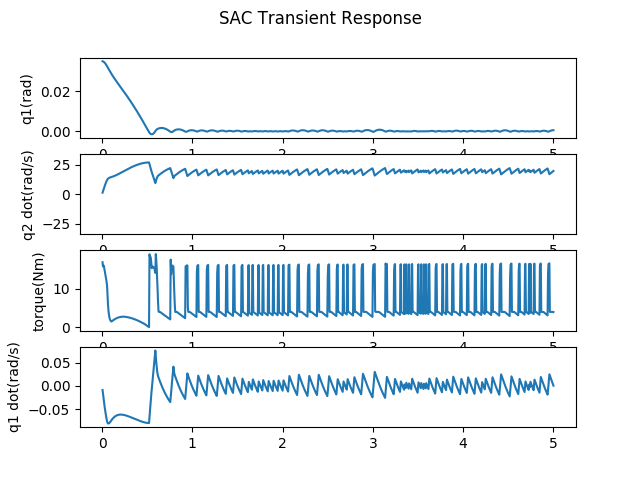 SAC Transient Response
q1(rad)
0.02
0.00
0 1 2 3 4 5
q2 dot(rad/s)
25
0
−25
0 1 2 3 4 5
torque(Nm)
10
0
0 1 2 3 4 5
q1 dot(rad/s)
0.05
0.00
−0.05
0 1 2 3 4 5